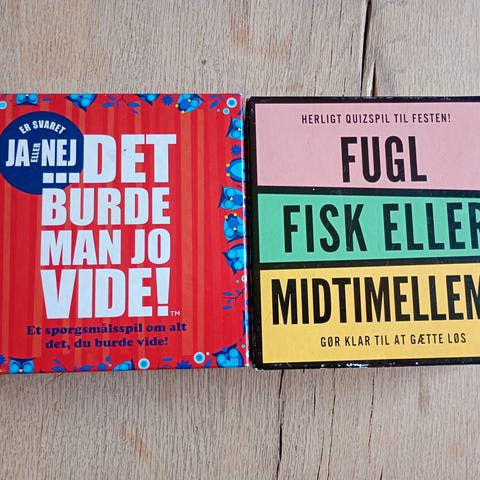 ER SVARET
JA ELLER NEJ
...DET
BURDE
MAN JO
VIDE!™
Et spørgsmålsspil om alt
det, du burde vide!
HERLIGT QUIZSPIL TIL FESTEN!
FUGL
FISK ELLER
MIDTIMELLEM
GØR KLAR TIL AT GÆTTE LØS